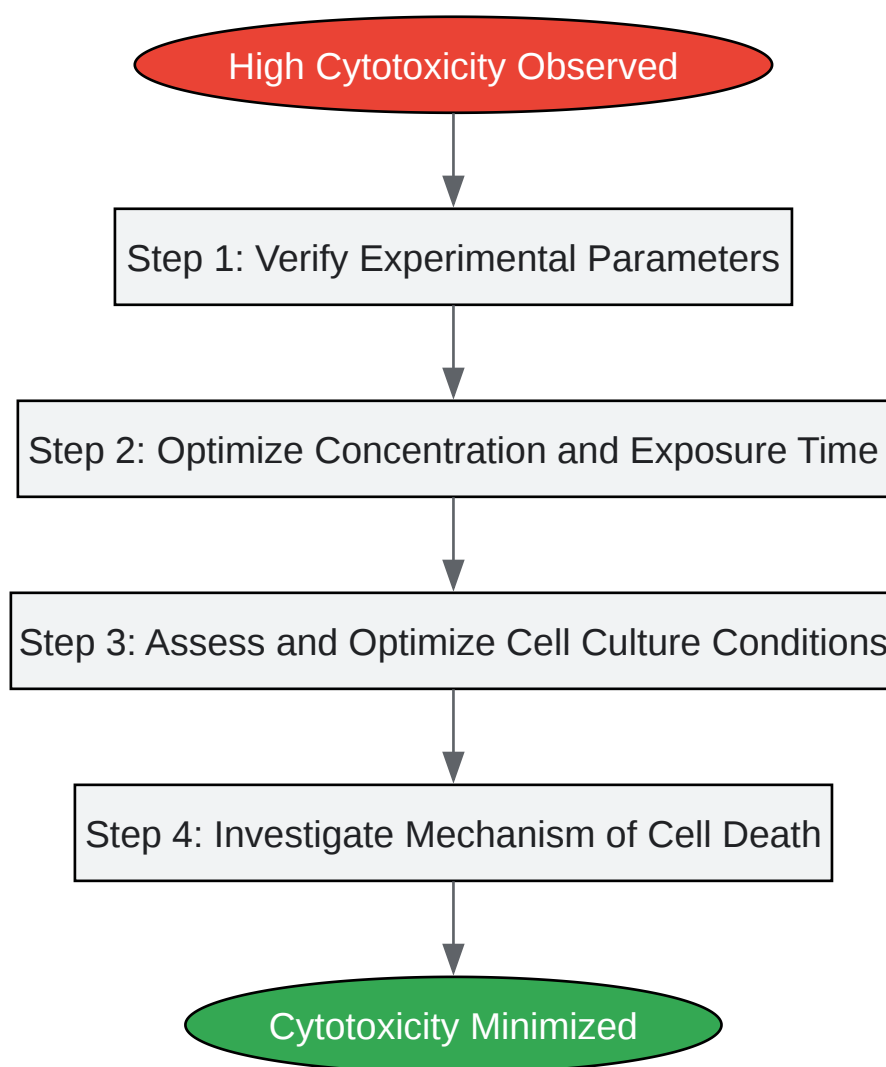 High Cytotoxicity Observed
Step 1: Verify Experimental Parameters
Step 2: Optimize Concentration and Exposure Time
Step 3: Assess and Optimize Cell Culture Conditions
Step 4: Investigate Mechanism of Cell Death
Cytotoxicity Minimized